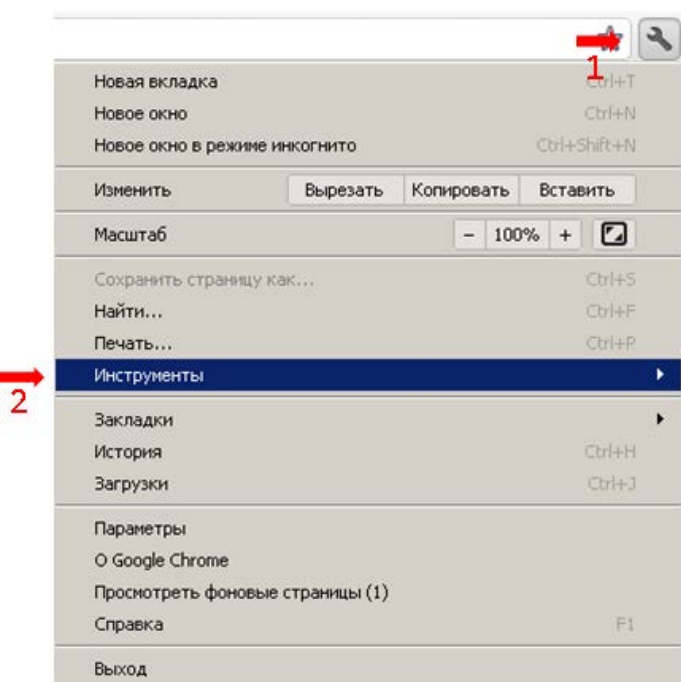 1
Новая вкладка Ctrl+T
Новое окно Ctrl+N
Новое окно в режиме инкогнито Ctrl+Shift+N
Изменить Вырезать Копировать Вставить
Масштаб - 100% +
Сохранить страницу как... Ctrl+S
Найти... Ctrl+F
Печать... Ctrl+P
Инструменты
2
Закладки
История Ctrl+H
Загрузки Ctrl+J
Параметры
О Google Chrome
Просмотреть фоновые страницы (1)
Справка F1
Выход